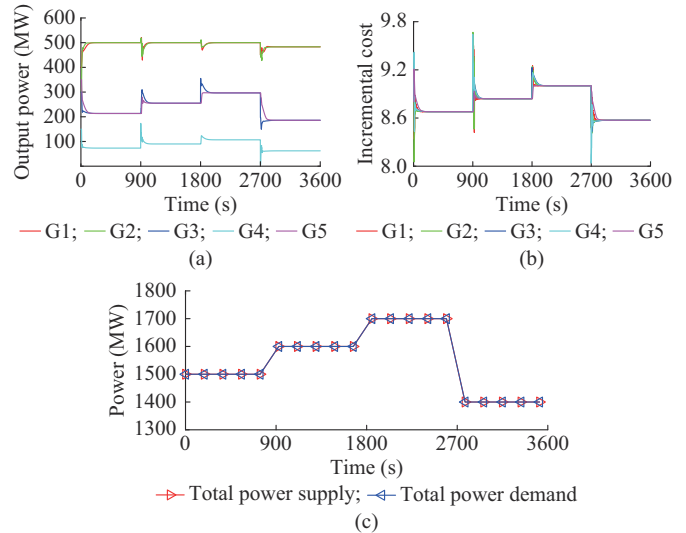 600
500
400
300
200
100
Output power (MW)
0 900 1800 2700 3600
Time (s)
G1; G2; G3; G4; G5
(a)
9.8
9.2
8.6
8.0
Incremental cost
0 900 1800 2700 3600
Time (s)
G1; G2; G3; G4; G5
(b)
1800
1700
1600
1500
1400
1300
Power (MW)
0 900 1800 2700 3600
Time (s)
Total power supply; Total power demand
(c)